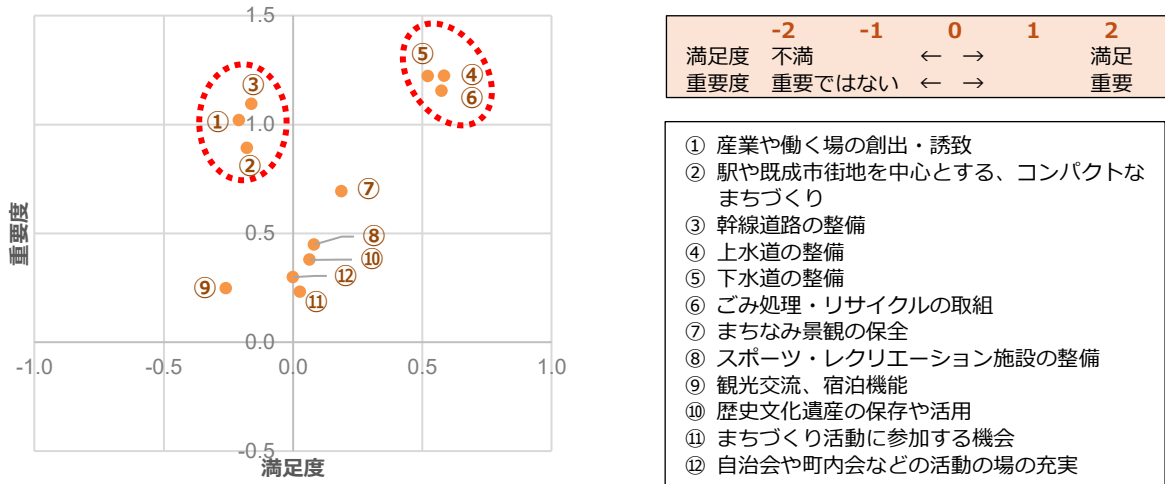 1.5
⑤
④
⑥
③
①
②
1.0
⑦
0.5
⑧
⑩
⑫
⑨
⑪
0.0
-1.0
-0.5
0.0
0.5
1.0
-0.5
重要度
満足度
-2 -1 0 1 2
満足度 不満 ← → 満足
重要度 重要ではない ← → 重要
① 産業や働く場の創出・誘致
② 駅や既成市街地を中心とする、コンパクトな
まちづくり
③ 幹線道路の整備
④ 上水道の整備
⑤ 下水道の整備
⑥ ごみ処理・リサイクルの取組
⑦ まちなみ景観の保全
⑧ スポーツ・レクリエーション施設の整備
⑨ 観光交流、宿泊機能
⑩ 歴史文化遺産の保存や活用
⑪ まちづくり活動に参加する機会
⑫ 自治会や町内会などの活動の場の充実